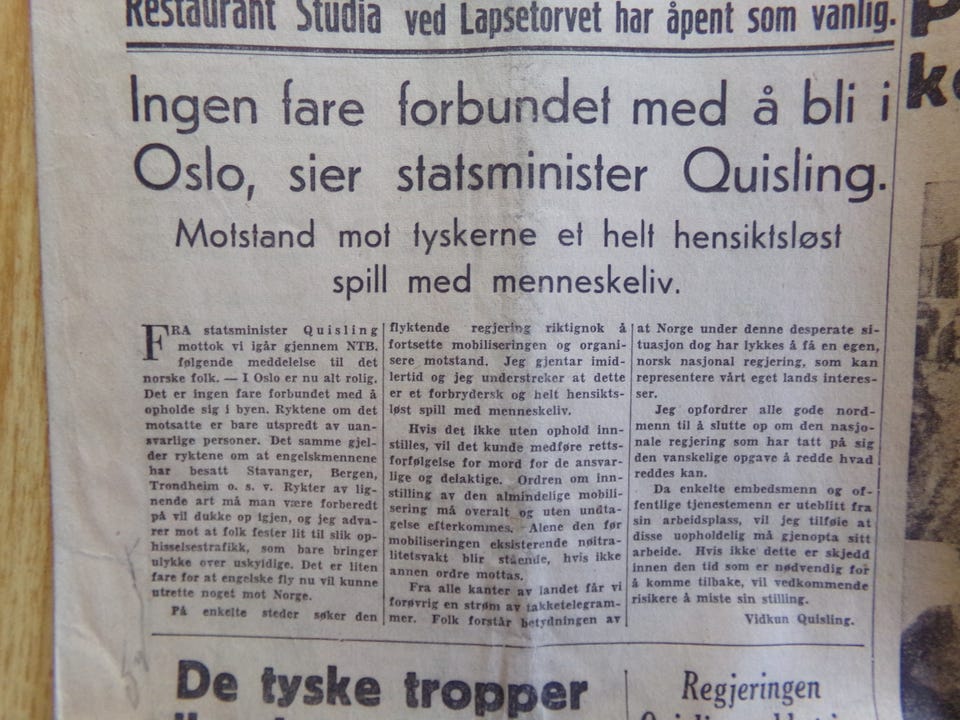 Restaurant Studia ved Lapsetorvet har åpent som vanlig.
Ingen fare forbundet med å bli i
Oslo, sier statsminister Quisling.
Motstand mot tyskerne et helt hensiktsløst
spill med menneskeliv.
FRA statsminister Quisling
mottok vi igår gjennem NTB.
følgende meddelelse til det
norske folk. — I Oslo er nu alt rolig.
Det er ingen fare forbundet med å
opholde sig i byen. Ryktene om det
motsatte er bare utspredt av uan-
svarlige personer. Det samme gjel-
der ryktene om at engelskmennene
har besatt Stavanger, Bergen,
Trondheim o. s. v. Rykter av lig-
nende art må man være forberedt
på vil dukke op igjen, og jeg adva-
rer mot at folk fester lit til slik op-
hisselsestrafikk, som bare bringer
ulykke over uskyldige. Det er liten
fare for at engelske fly nu vil kunne
utrette noget mot Norge.
På enkelte steder søker den
flyktende regjering riktignok å
fortsette mobiliseringen og organi-
sere motstand. Jeg gjentar imid-
lertid og jeg understreker at dette
er et forbrydersk og helt hensikts-
løst spill med menneskeliv.
Hvis det ikke uten ophold inn-
stilles, vil det kunde medføre retts-
forfølgelse for mord for de ansvar-
lige og delaktige. Ordren om inn-
stilling av den almindelige mobili-
sering må overalt og uten undta-
gelse efterkommes. Alene den før
mobiliseringen eksisterende nøitra-
litetsvakt blir stående, hvis ikke
annen ordre mottas.
Fra alle kanter av landet får vi
forøvrig en strøm av takketelegram-
mer. Folk forstår betydningen av
at Norge under denne desperate si-
tuasjon dog har lykkes å få en egen,
norsk nasjonal regjering, som kan
representere vårt eget lands interes-
ser.
Jeg opfordrer alle gode nord-
menn til å slutte op om den nasjo-
nale regjering som har tatt på sig
den vanskelige opgave å redde hvad
reddes kan.
Da enkelte embedsmenn og of-
fentlige tjenestemenn er uteblitt fra
sin arbeidsplass, vil jeg tilføie at
disse uopholdelig må gjenopta sitt
arbeide. Hvis ikke dette er skjedd
innen den tid som er nødvendig for
å komme tilbake, vil vedkommende
risikere å miste sin stilling.
Vidkun Quisling.
De tyske tropper
Regjeringen